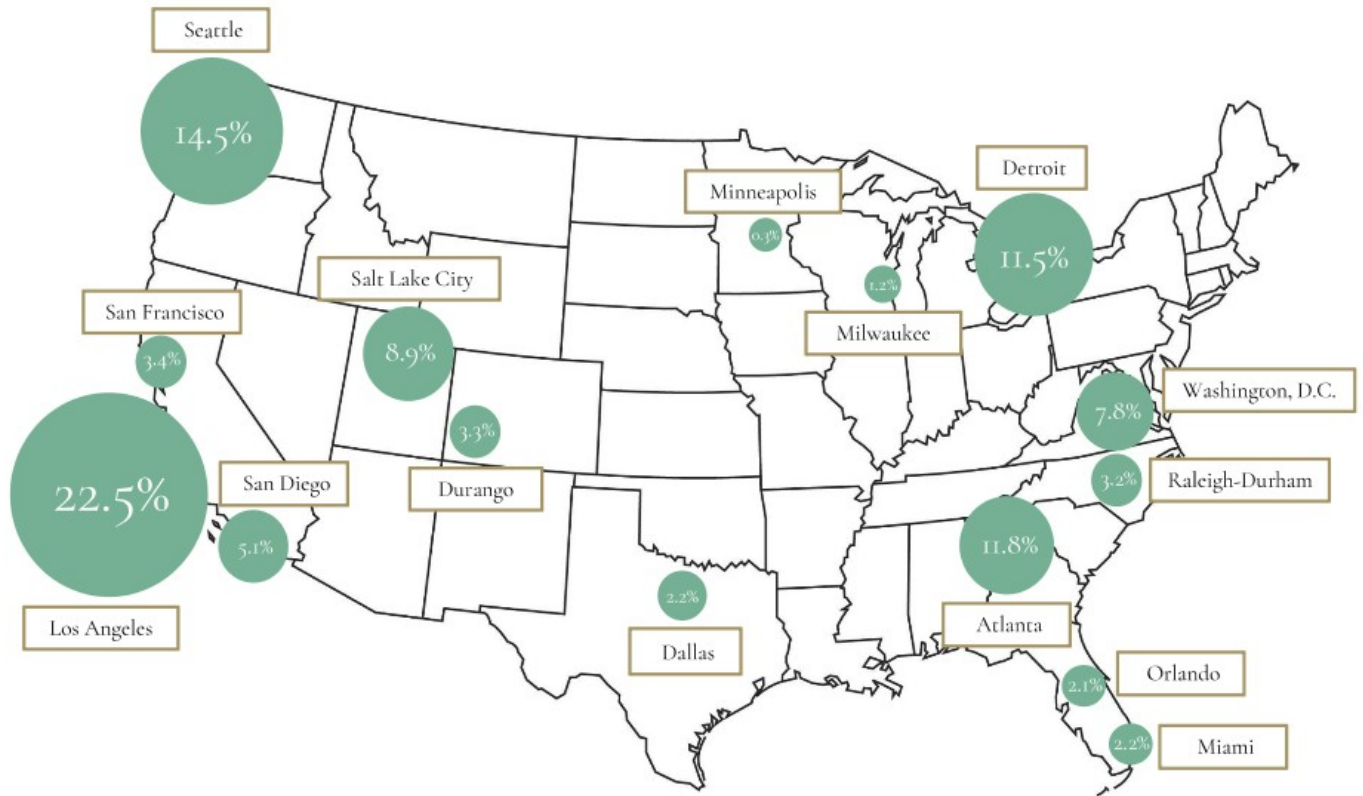 Seattle
14.5%
Detroit
Minneapolis
0.3%
11.5%
Salt Lake City
1.2%
San Francisco
Milwaukee
8.9%
3.4%
Washington, D.C.
7.8%
3.3%
San Diego
Durango
3.2%
Raleigh-Durham
22.5%
5.1%
11.8%
2.2%
Los Angeles
Atlanta
Dallas
Orlando
2.1%
2.2%
Miami